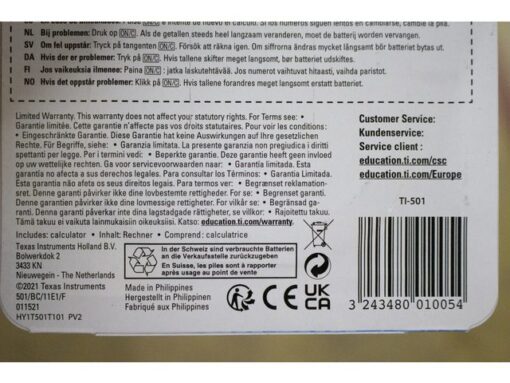 NL Bij problemen: Druk op ON/C. Als de cijfers steeds heel langzaam veranderen, moet de batterij worden vervangen.
SV Om fel uppstår: Tryck på tangenten ON/C. Försök att räkna igen. Om siffrorna ändras mycket långsamt bör batteriet bytas ut.
DA Hvis der er problemer: Tryk på ON/C. Hvis tallene skifter meget langsomt, bør batteriet udskiftes.
FI Jos vaikeuksia ilmenee: Paina ON/C : jatka laskutehtävää. Jos numerot vaihtuvat hitaasti, vaihda paristo.
NO Hvis det oppstår problemer: Klikk på ON/C. Hvis tallene skifter langsomt, bytt batteriet.
Limited Warranty. This warranty does not affect your statutory rights. For Terms see: •
Garantie limitée. Cette garantie n'affecte pas vos droits statutaires. Pour voir les conditions :
• Eingeschränkte Garantie. Diese Garantie hat keine Auswirkungen auf Ihre gesetzlichen
Rechte. Für Begriffe, siehe: • Garanzia limitata. La presente garanzia non pregiudica i diritti
spettanti per legge. Per i termini vedi: • Beperkte garantie. Deze garantie heeft geen invloed
op uw wettelijke rechten. Ga voor servicevoorwaarden naar: • Garantía Limitada. Esta
garantía no afecta a sus derechos legales. Para consultar los Términos: • Garantia Limitada.
Esta garantia não afeta os seus direitos legais. Para termos ver: • Begrænset reklamation-
sret. Denne garanti påvirker ikke dine lovbestemte rettigheder. For vilkår se: • Begränsad
garanti. Denna garantien påvirker ikke dine lovbestemte rettigheter. For vilkår se: • Begränsad ga-
ranti. Denna garanti påverkar inte dina lagstadgade rättigheter, se villkor: • Rajoitettu takuu.
Tämä takuu ei vaikuta lainmukaisiin oikeuksiisi. Katso: education.ti.com/warranty.
Includes: calculator • Inhalt: Rechner • Comprend : calculatrice
Texas Instruments Holland B.V.
Bolwerkdok 2
3433 KN
Nieuwegein - The Netherlands
©2021 Texas Instruments
501/BC/11E1/F
011521
HY1T501T101 PV2
In der Schweiz sind verbrauchte Batterien
an die Verkaufsstelle zurückzugeben
En Suisse, les piles sont à rapporter
après usage au point de vente
Made in Philippines
Hergestellt in Philippinen
Fabriqué aux Philippines
CE UK CA
Customer Service:
Kundenservice:
Service client :
education.ti.com/csc
education.ti.com/Europe
TI-501
3 243480 010054